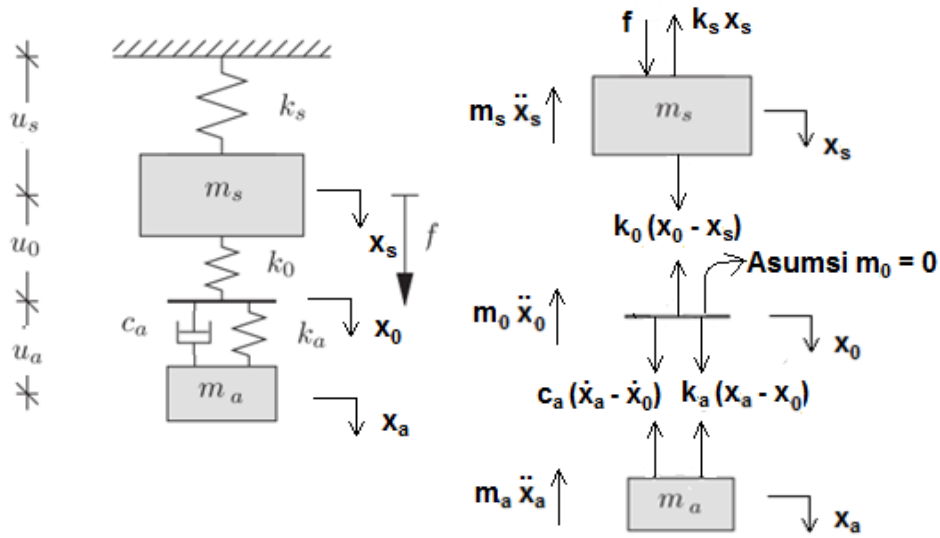 u_s
k_s
m_s
u_0
x_s
f
k_0
c_a
k_a
x_0
u_a
m_a
x_a
f
k_s x_s
m_s ẍ_s
m_s
x_s
k_0 (x_0 - x_s)
Asumsi m_0 = 0
m_0 ẍ_0
x_0
c_a (ẋ_a - ẋ_0)
k_a (x_a - x_0)
m_a ẍ_a
m_a
x_a